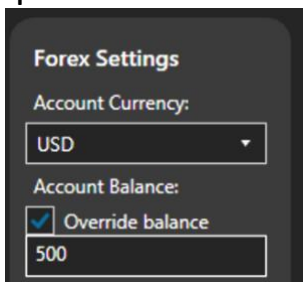 Forex Settings
Account Currency:
USD
Account Balance:
Override balance
500